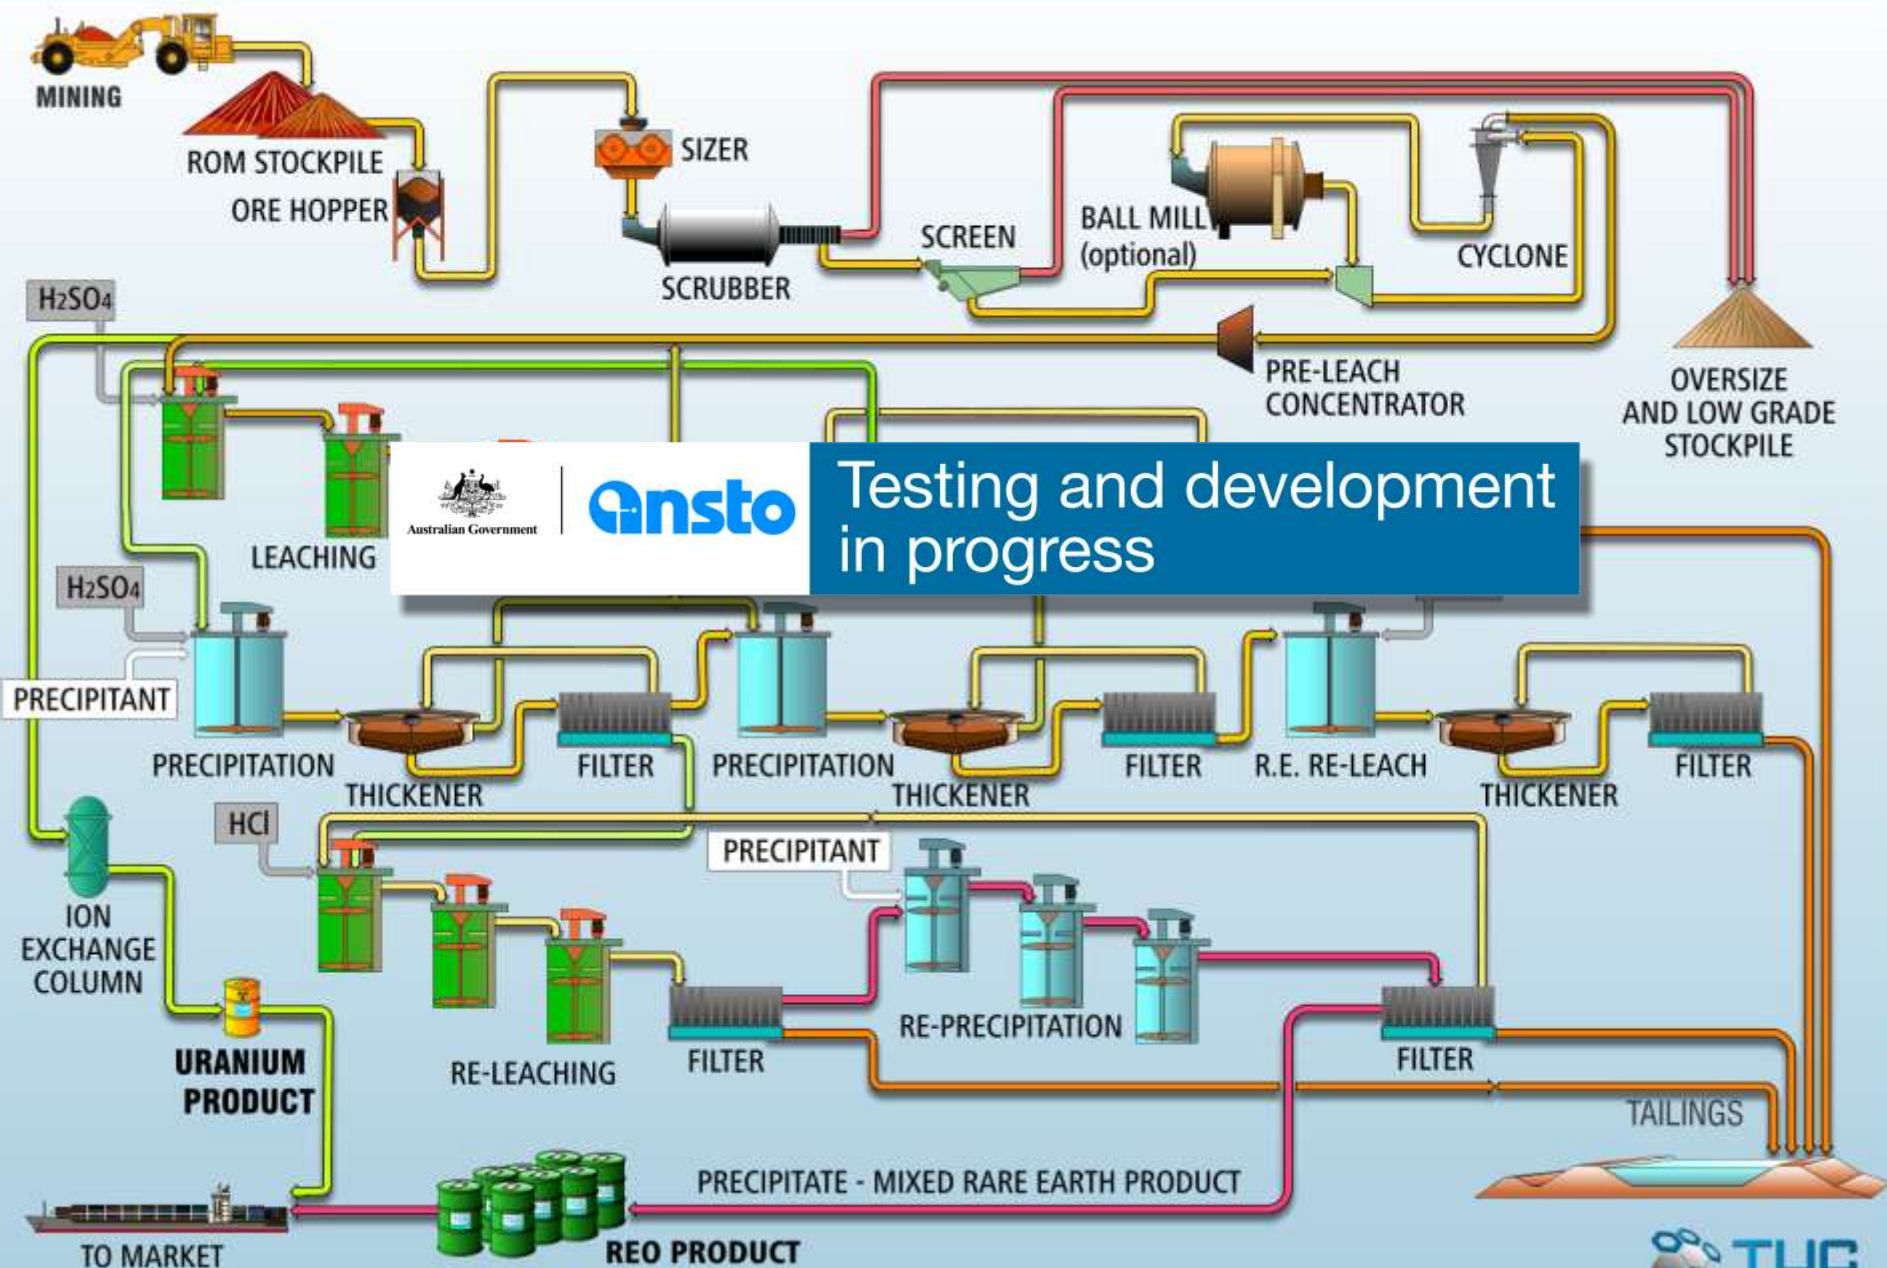 MINING
ROM STOCKPILE
ORE HOPPER
SIZER
SCRUBBER
SCREEN
BALL MILL
(optional)
CYCLONE
H2SO4
PRE-LEACH
CONCENTRATOR
OVERSIZE
AND LOW GRADE
STOCKPILE
LEACHING
Australian Government
ansto
Testing and development
in progress
H2SO4
PRECIPITANT
PRECIPITATION
THICKENER
FILTER
PRECIPITATION
THICKENER
FILTER
R.E. RE-LEACH
THICKENER
FILTER
HCl
PRECIPITANT
ION
EXCHANGE
COLUMN
URANIUM
PRODUCT
RE-LEACHING
FILTER
RE-PRECIPITATION
FILTER
TAILINGS
PRECIPITATE - MIXED RARE EARTH PRODUCT
TO MARKET
REO PRODUCT